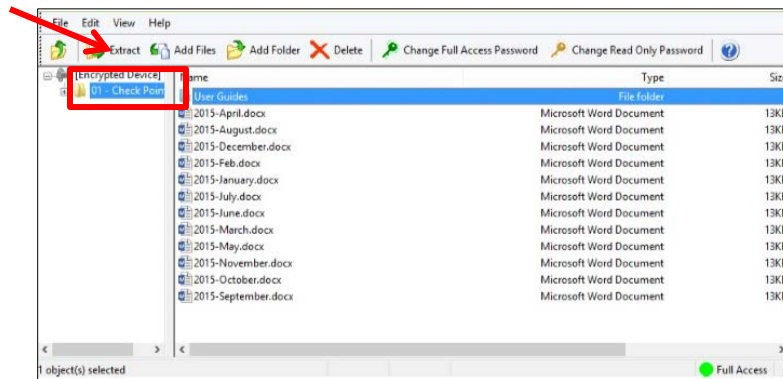 File Edit View Help
Extract Add Files Add Folder Delete Change Full Access Password Change Read Only Password
[Encrypted Device]
01 - Check Poin
Name Type Siz
User Guides File folder
2015-April.docx Microsoft Word Document 13K
2015-August.docx Microsoft Word Document 13K
2015-December.docx Microsoft Word Document 13K
2015-Feb.docx Microsoft Word Document 13K
2015-January.docx Microsoft Word Document 13K
2015-July.docx Microsoft Word Document 13K
2015-June.docx Microsoft Word Document 13K
2015-March.docx Microsoft Word Document 13K
2015-May.docx Microsoft Word Document 13K
2015-November.docx Microsoft Word Document 13K
2015-October.docx Microsoft Word Document 13K
2015-September.docx Microsoft Word Document 13K
1 object(s) selected Full Access